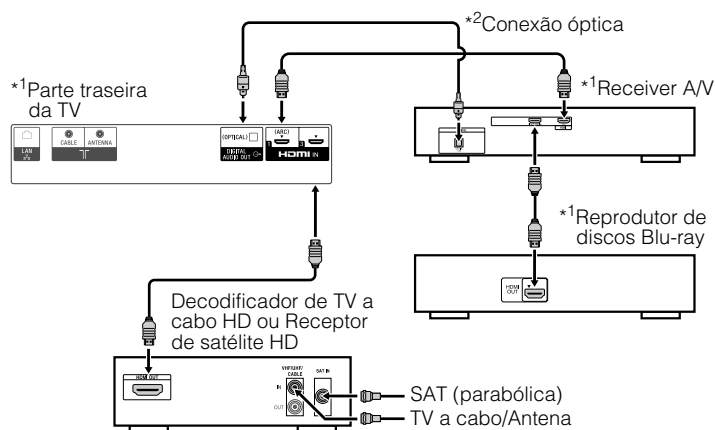 *2Conexão óptica
*1Parte traseira
da TV
*1Receiver A/V
LAN
CABLE
ANTENNA
(OPTICAL)
DIGITAL
AUDIO OUT
(ARC)
1
2
HDMI IN
*1Reprodutor de
discos Blu-ray
HDMI
OUT
Decodificador de TV a
cabo HD ou Receptor
de satélite HD
HDMI OUT
VHF/UHF/
CABLE
IN
OUT
SAT IN
SAT (parabólica)
TV a cabo/Antena